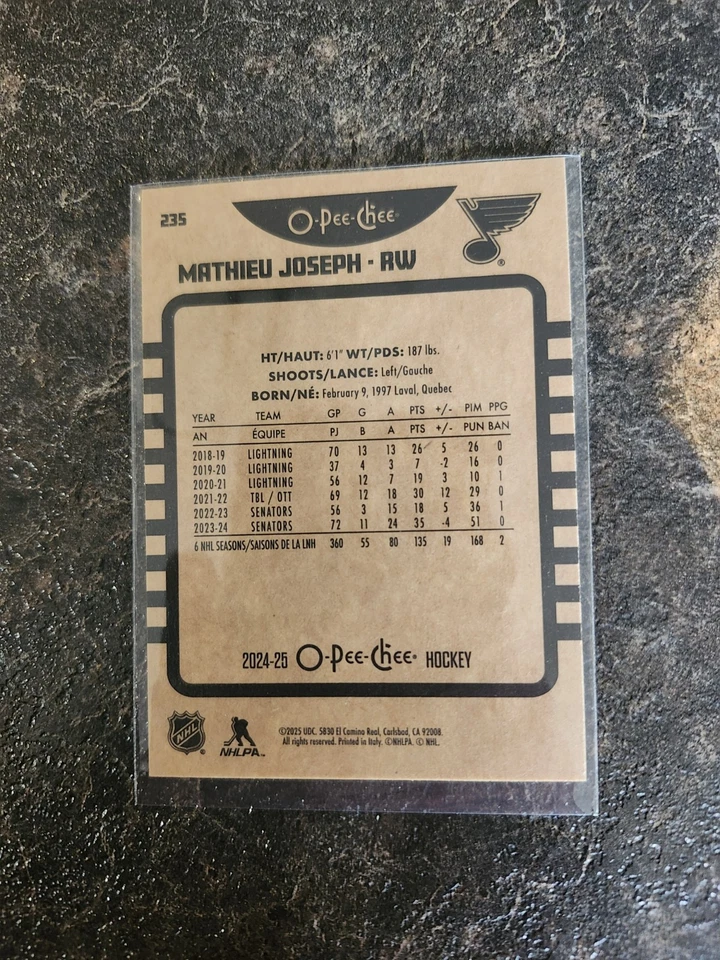 235
O-Pee-Chee®
®
MATHIEU JOSEPH · RW
HT/HAUT: 6'1" WT/PDS: 187 lbs.
SHOOTS/LANCE: Left/Gauche
BORN/NÉ: February 9, 1997 Laval, Quebec
YEAR TEAM GP G A PTS +/- PIM PPG
AN ÉQUIPE PJ B A PTS +/- PUN BAN
2018-19 LIGHTNING 70 13 13 26 5 26 0
2019-20 LIGHTNING 37 4 3 7 -2 16 0
2020-21 LIGHTNING 56 12 7 19 3 10 1
2021-22 TBL / OTT 69 12 18 30 12 29 0
2022-23 SENATORS 56 3 15 18 5 36 1
2023-24 SENATORS 72 11 24 35 -4 51 0
6 NHL SEASONS/SAISONS DE LA LNH 360 55 80 135 19 168 2
2024-25 O-Pee-Chee® HOCKEY
NHL ®
NHLPA™
©2025 UDC. 5830 El Camino Real, Carlsbad, CA 92008.
All rights reserved. Printed in Italy. ©NHLPA. © NHL.